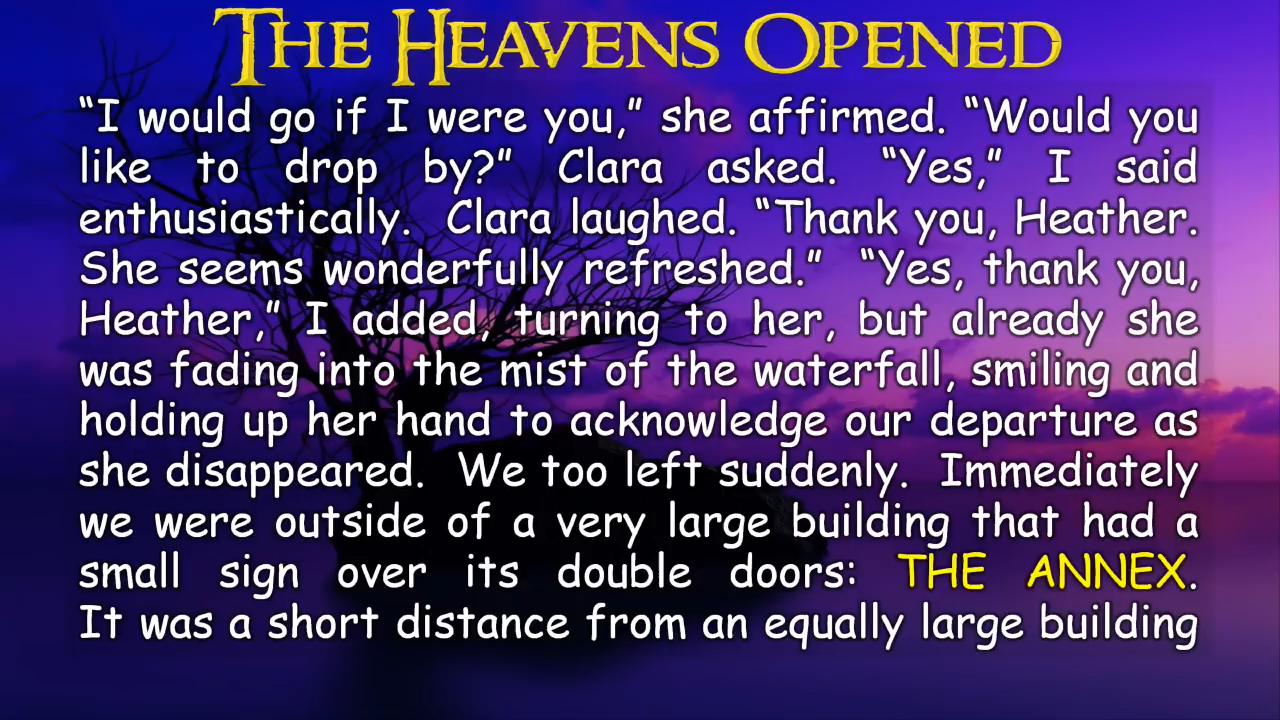 THE HEAVENS OPENED
“I would go if I were you,” she affirmed. “Would you
like to drop by?” Clara asked. “Yes,” I said
enthusiastically. Clara laughed. “Thank you, Heather.
She seems wonderfully refreshed.” “Yes, thank you,
Heather,” I added, turning to her, but already she
was fading into the mist of the waterfall, smiling and
holding up her hand to acknowledge our departure as
she disappeared. We too left suddenly. Immediately
we were outside of a very large building that had a
small sign over its double doors: THE ANNEX.
It was a short distance from an equally large building